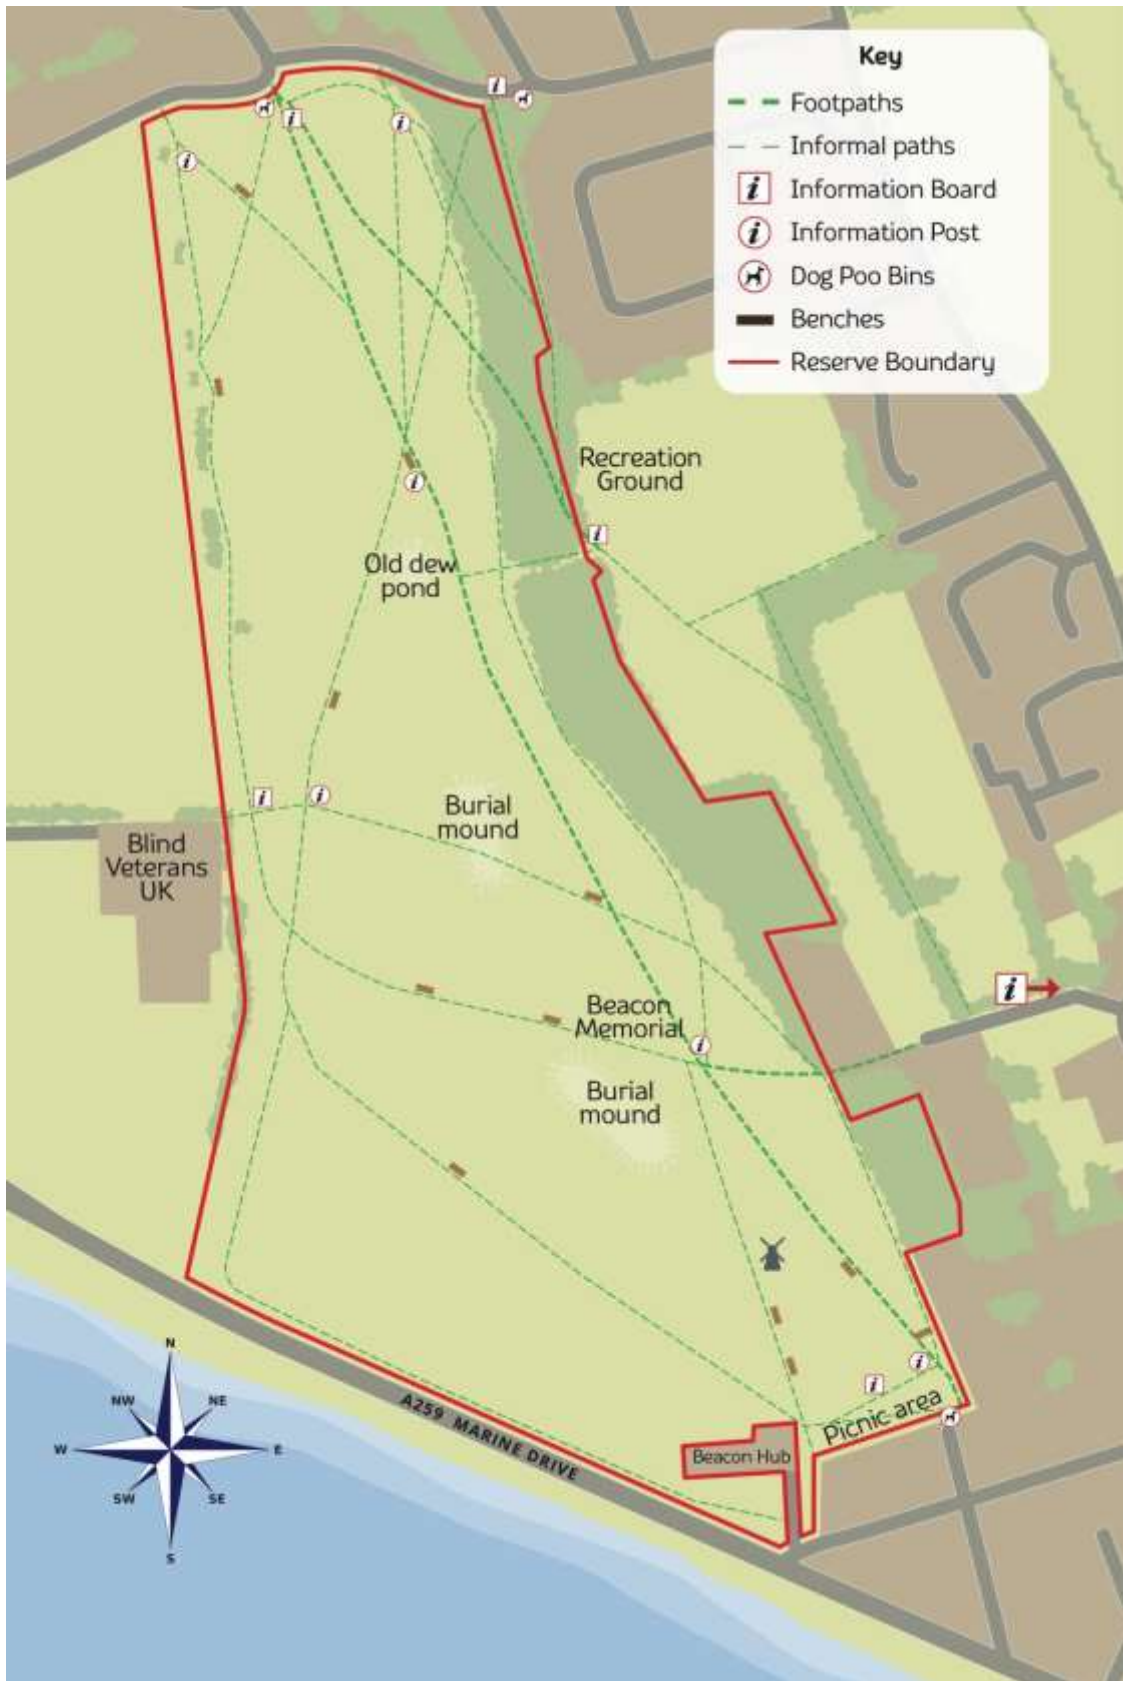 Key
Footpaths
Informal paths
i Information Board
i Information Post
Dog Poo Bins
Benches
Reserve Boundary
i
i
i
i
i
Recreation
Ground
i
i
Old dew
pond
i
i
Burial
mound
Blind
Veterans
UK
i
Beacon
Memorial
i
Burial
mound
i
i
Picnic area
Beacon Hub
A259 MARINE DRIVE
N
NW
NE
W
E
SW
SE
S